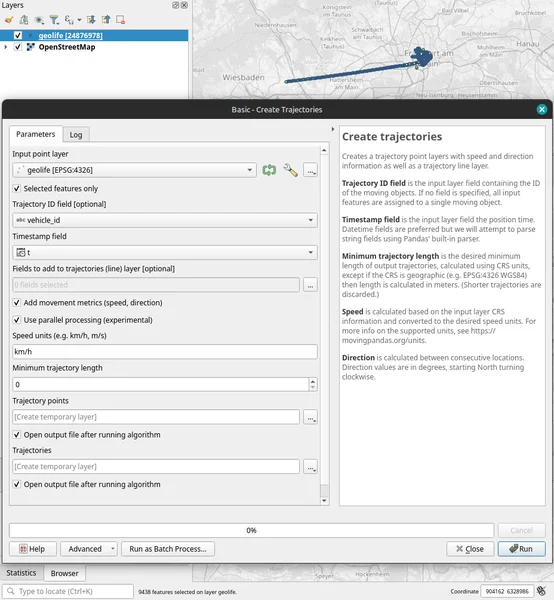 Layers
geolife [24876978]
OpenStreetMap
(Taunus)
Bad Vilbel
Bruchköbel
Niedernhausen
Wiesbaden
Hattersheim
am Main
Mühlheim
am Main
Hanau
Basic - Create Trajectories
Parameters
Log
Input point layer
geolife [EPSG:4326]
...
Selected features only
Trajectory ID field [optional]
abc vehicle_id
Timestamp field
t
Fields to add to trajectories (line) layer [optional]
0 fields selected
...
Add movement metrics (speed, direction)
Use parallel processing (experimental)
Speed units (e.g. km/h, m/s)
km/h
Minimum trajectory length
0
Trajectory points
[Create temporary layer]
...
Open output file after running algorithm
Trajectories
[Create temporary layer]
...
Open output file after running algorithm
Create trajectories
Creates a trajectory point layers with speed and direction
information as well as a trajectory line layer.
Trajectory ID field is the input layer field containing the
ID of the moving objects. If no field is specified, all input
features are assigned to a single moving object.
Timestamp field is the input layer field the position time.
Datetime fields are preferded but we will attempt to parse
string fields using Pandas' built-in parser.
Minimum trajectory length is the desired minimum
length of output trajectories, calculated using CRS units,
except if the CRS is geographic (e.g. EPSG:4326 WGS84)
then length is calculated in meters. (Shorter trajectories are
discarded.)
Speed is calculated based on the input layer CRS
information and converted to the desired speed units. For
more info on the supported units, see https://
movingpandas.org/units.
Direction is calculated between consecutive locations.
Direction values are in degrees, starting North turning
clockwise.
0%
Cancel
Help
Advanced
Run as Batch Process...
Close
Run
Statistics
Browser
Speyer
Hockenheim
Type to locate (Ctrl+K)
9438 features selected on layer geolife.
Coordinate
904162 6328986